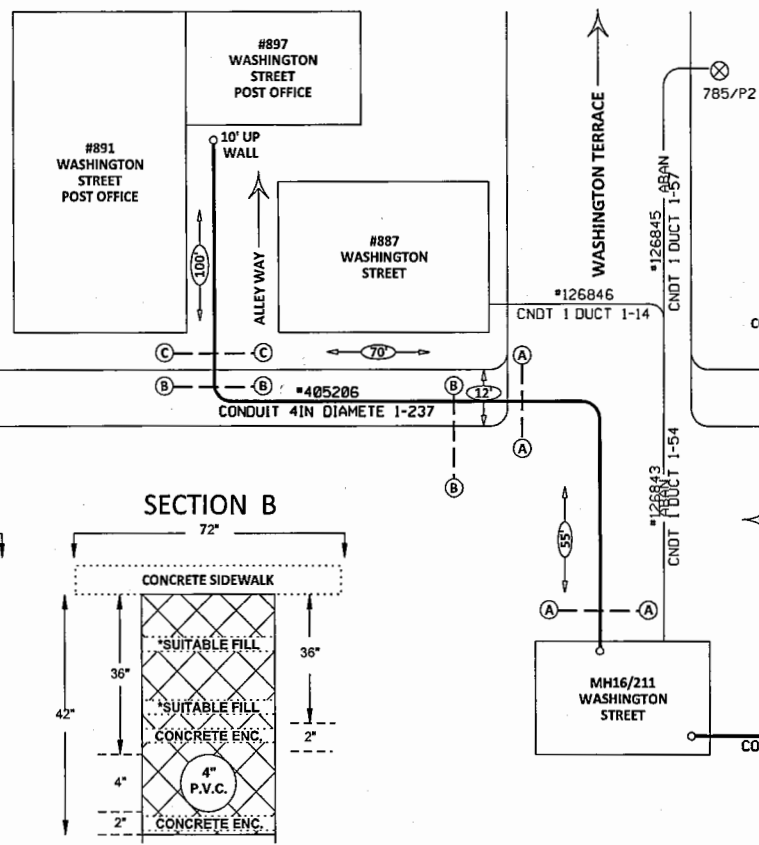 #897
WASHINGTON
STREET
POST OFFICE
#891
WASHINGTON
STREET
POST OFFICE
10' UP
WALL
ALLEY WAY
100'
#887
WASHINGTON
STREET
WASHINGTON TERRACE
785/P2
*126845 ABAN
CNDT 1 DUCT 1-57
*126846
CNDT 1 DUCT 1-14
C
C C
70'
A
B B
B
12'
*405206
CONDUIT 4IN DIAMETE 1-237
A
B
*126843
ABAN
CNDT 1 DUCT 1-54
55'
A A
MH16/211
WASHINGTON
STREET
CO
SECTION B
72"
CONCRETE SIDEWALK
*SUITABLE FILL
36"
36"
42"
*SUITABLE FILL
CONCRETE ENC.
2"
4"
4"
P.V.C.
2"
CONCRETE ENC.